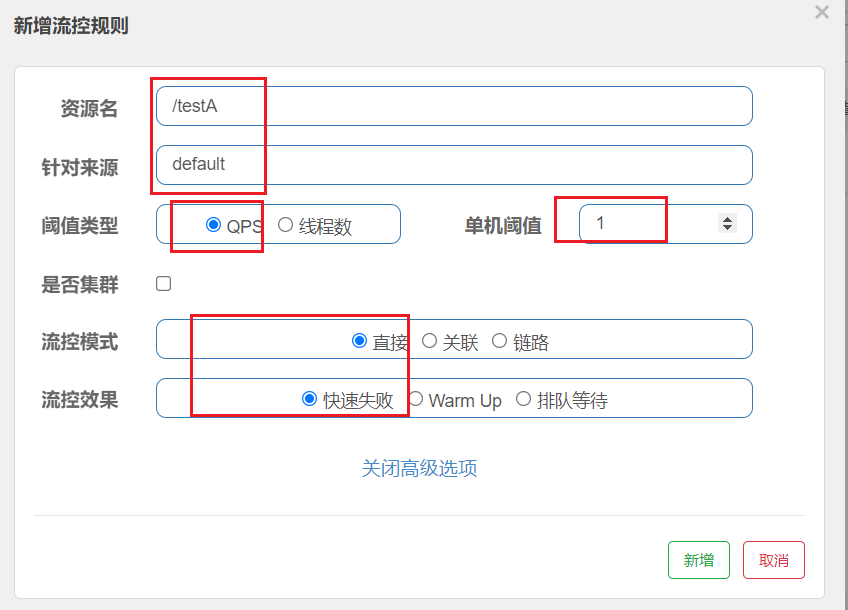 新增流控规则
资源名 /testA
针对来源 default
阈值类型 QPS 线程数 单机阈值 1
是否集群
流控模式 直接 关联 链路
流控效果 快速失败 Warm Up 排队等待
关闭高级选项
新增 取消